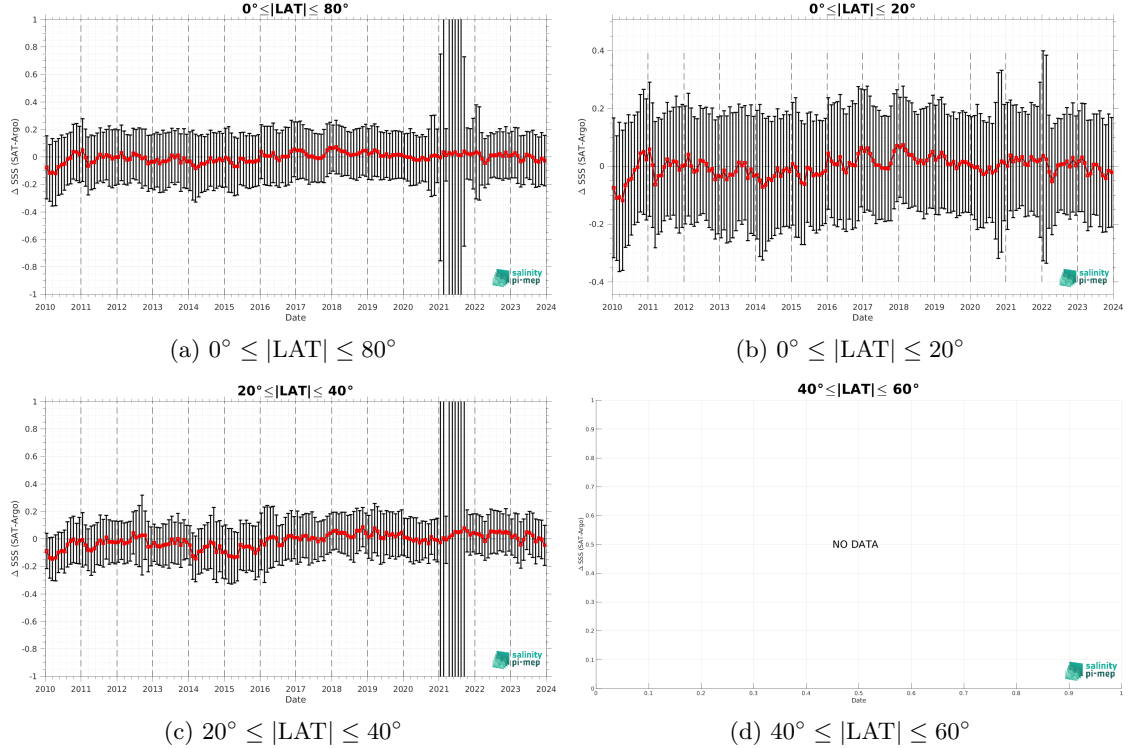 0°≤|LAT|≤ 80°
1
0.8
0.6
0.4
0.2
0
-0.2
-0.4
-0.6
-0.8
-1
Δ SSS (SAT-Argo)
2010 2011 2012 2013 2014 2015 2016 2017 2018 2019 2020 2021 2022 2023 2024
Date
salinity
pi-mep
(a) 0° ≤ |LAT| ≤ 80°
0°≤|LAT|≤ 20°
0.4
0.2
0
-0.2
-0.4
Δ SSS (SAT-Argo)
2010 2011 2012 2013 2014 2015 2016 2017 2018 2019 2020 2021 2022 2023 2024
Date
salinity
pi-mep
(b) 0° ≤ |LAT| ≤ 20°
20°≤|LAT|≤ 40°
1
0.8
0.6
0.4
0.2
0
-0.2
-0.4
-0.6
-0.8
-1
Δ SSS (SAT-Argo)
2010 2011 2012 2013 2014 2015 2016 2017 2018 2019 2020 2021 2022 2023 2024
Date
salinity
pi-mep
(c) 20° ≤ |LAT| ≤ 40°
40°≤|LAT|≤ 60°
1
0.9
0.8
0.7
0.6
0.5
0.4
0.3
0.2
0.1
0
Δ SSS (SAT-Argo)
NO DATA
0 0.1 0.2 0.3 0.4 0.5 0.6 0.7 0.8 0.9 1
Date
salinity
pi-mep
(d) 40° ≤ |LAT| ≤ 60°